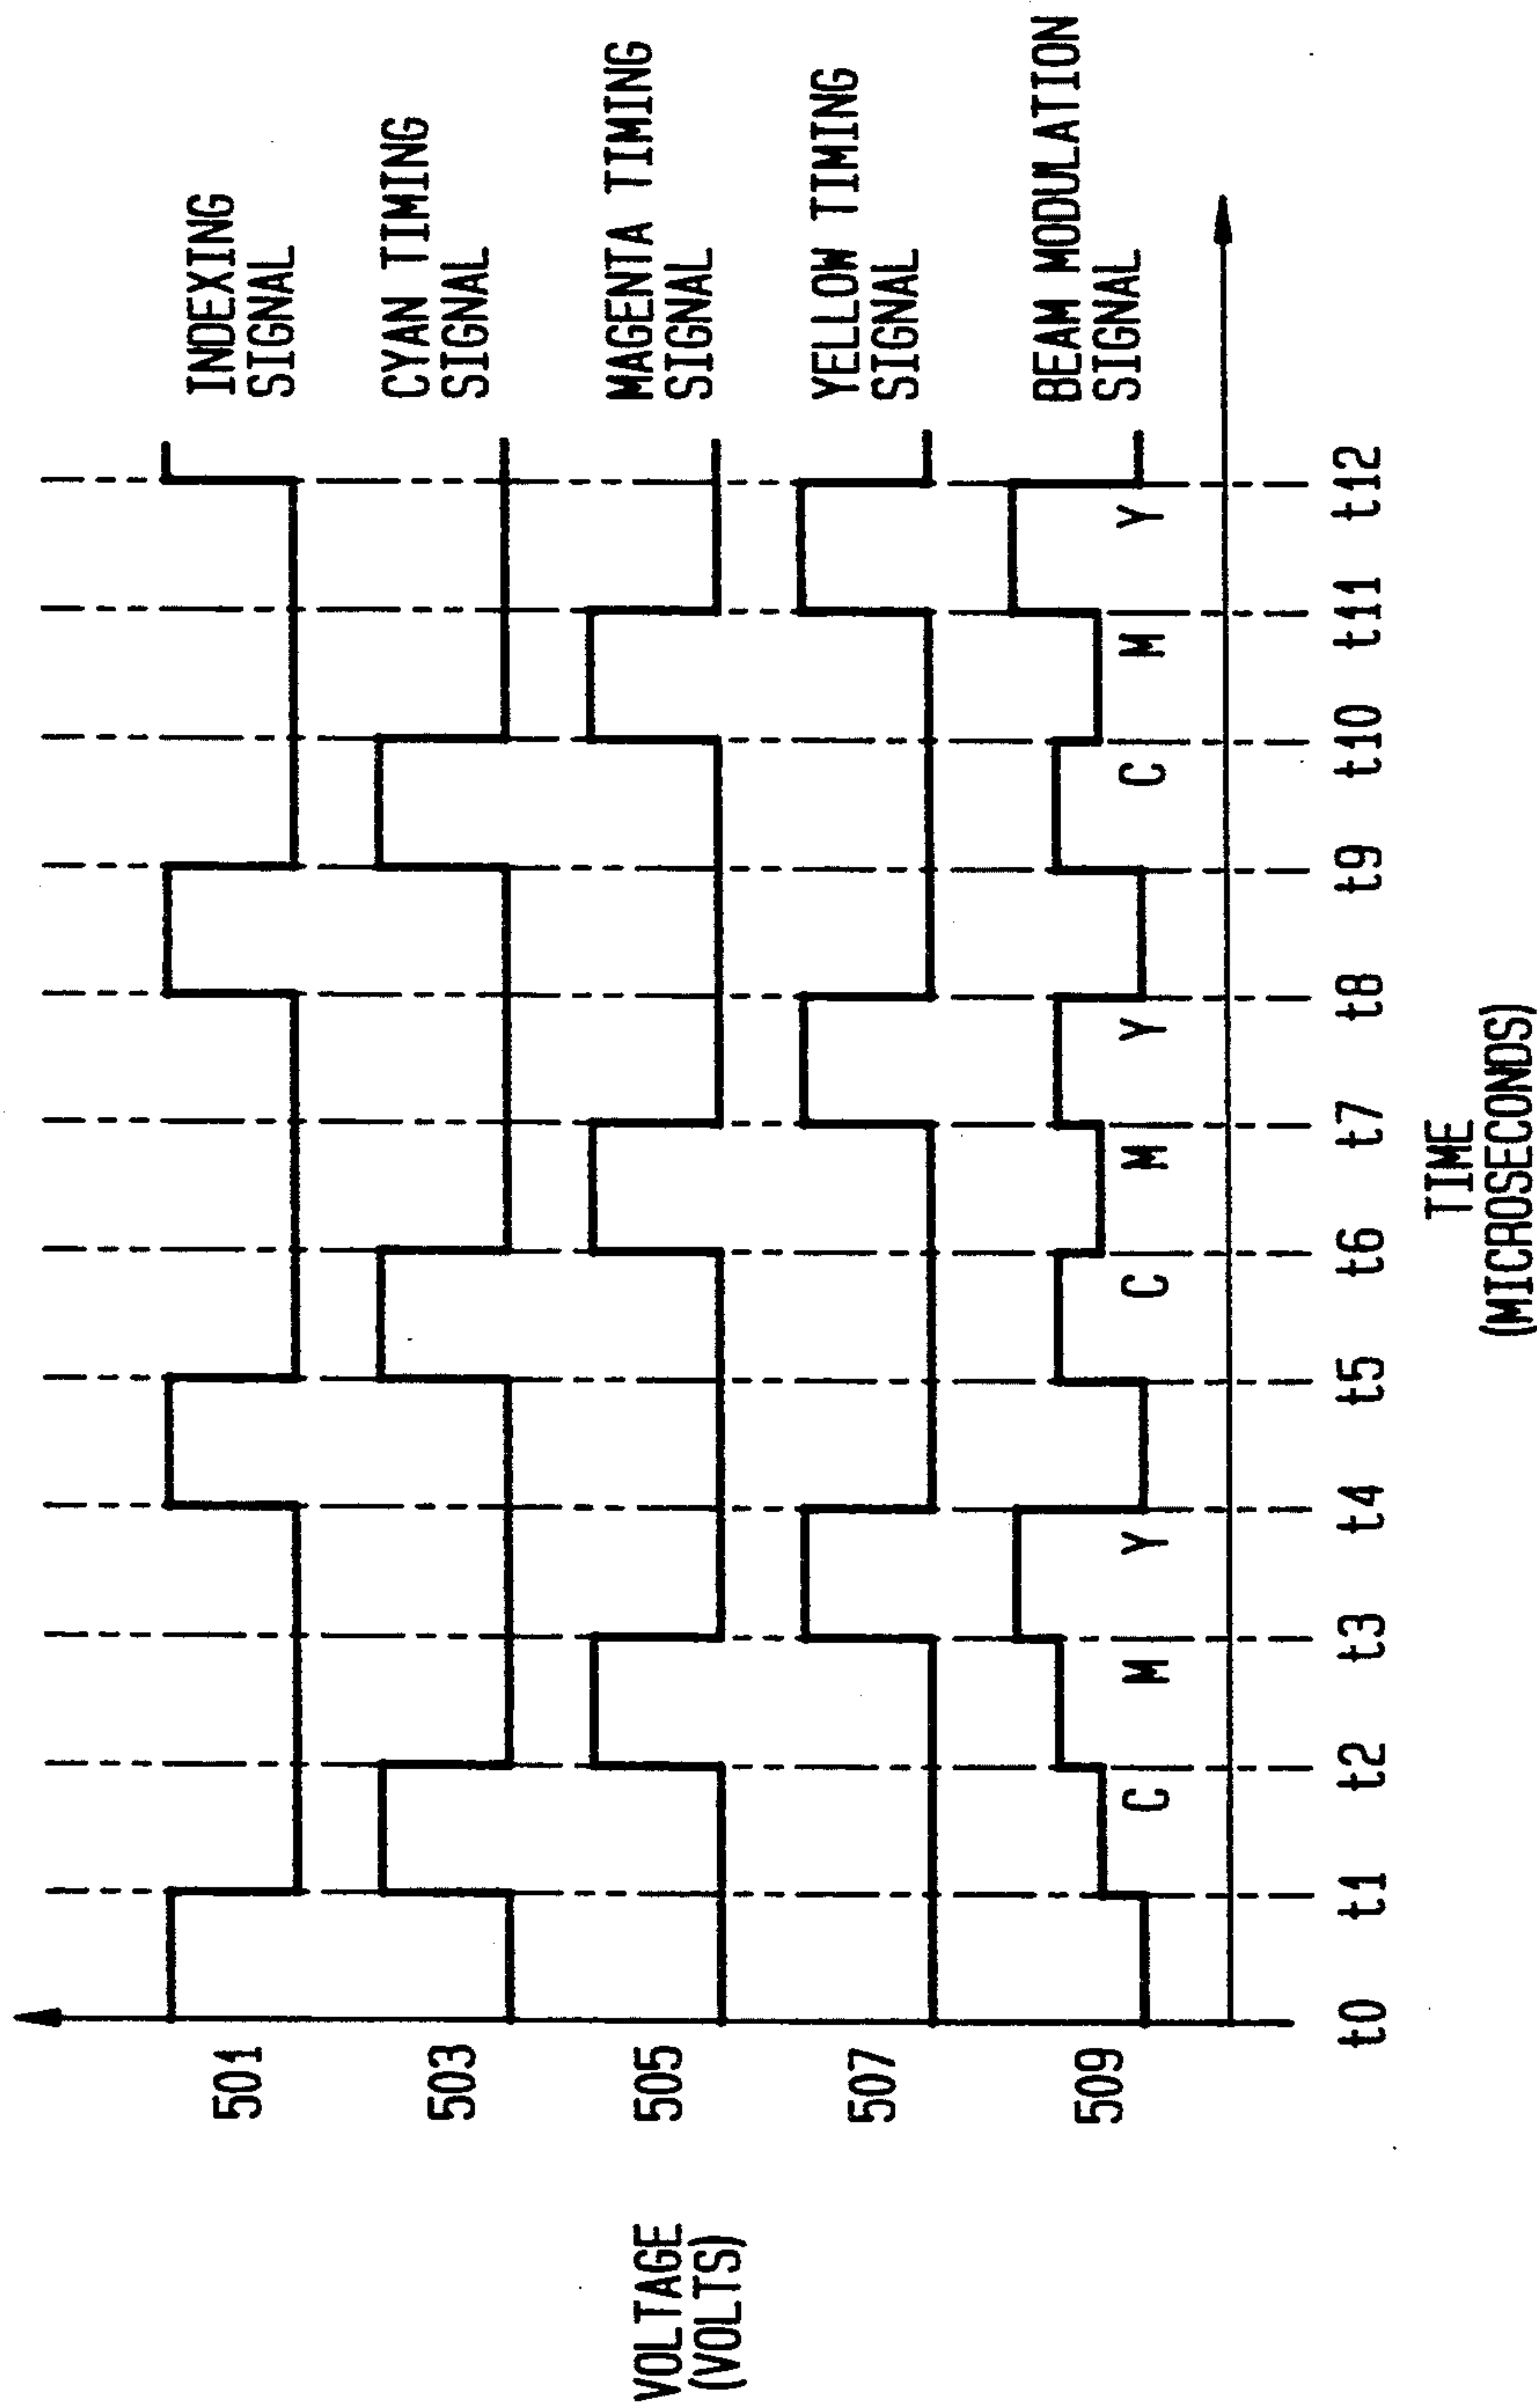 VOLTAGE
(VOLTS)
501
503
505
507
509
INDEXING
SIGNAL
CYAN TIMING
SIGNAL
MAGENTA TIMING
SIGNAL
YELLOW TIMING
SIGNAL
BEAM MODULATION
SIGNAL
C M Y C M Y C M Y
t0 t1 t2 t3 t4 t5 t6 t7 t8 t9 t10 t11 t12
TIME
(MICROSECONDS)